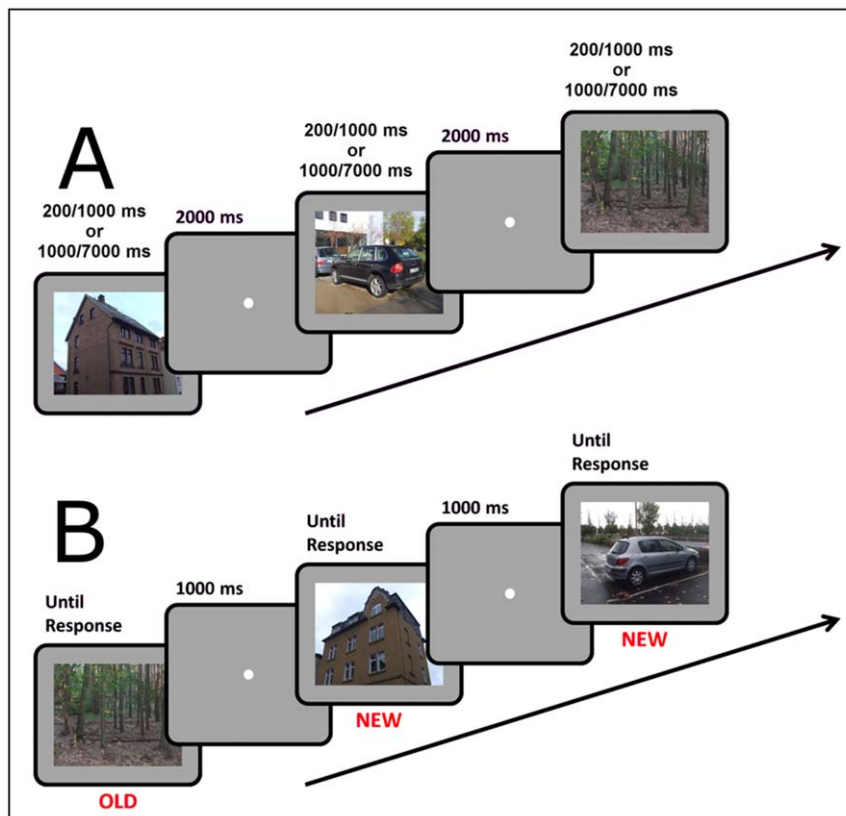 A
200/1000 ms
or
1000/7000 ms
2000 ms
200/1000 ms
or
1000/7000 ms
2000 ms
200/1000 ms
or
1000/7000 ms
B
Until
Response
OLD
1000 ms
Until
Response
NEW
1000 ms
Until
Response
NEW